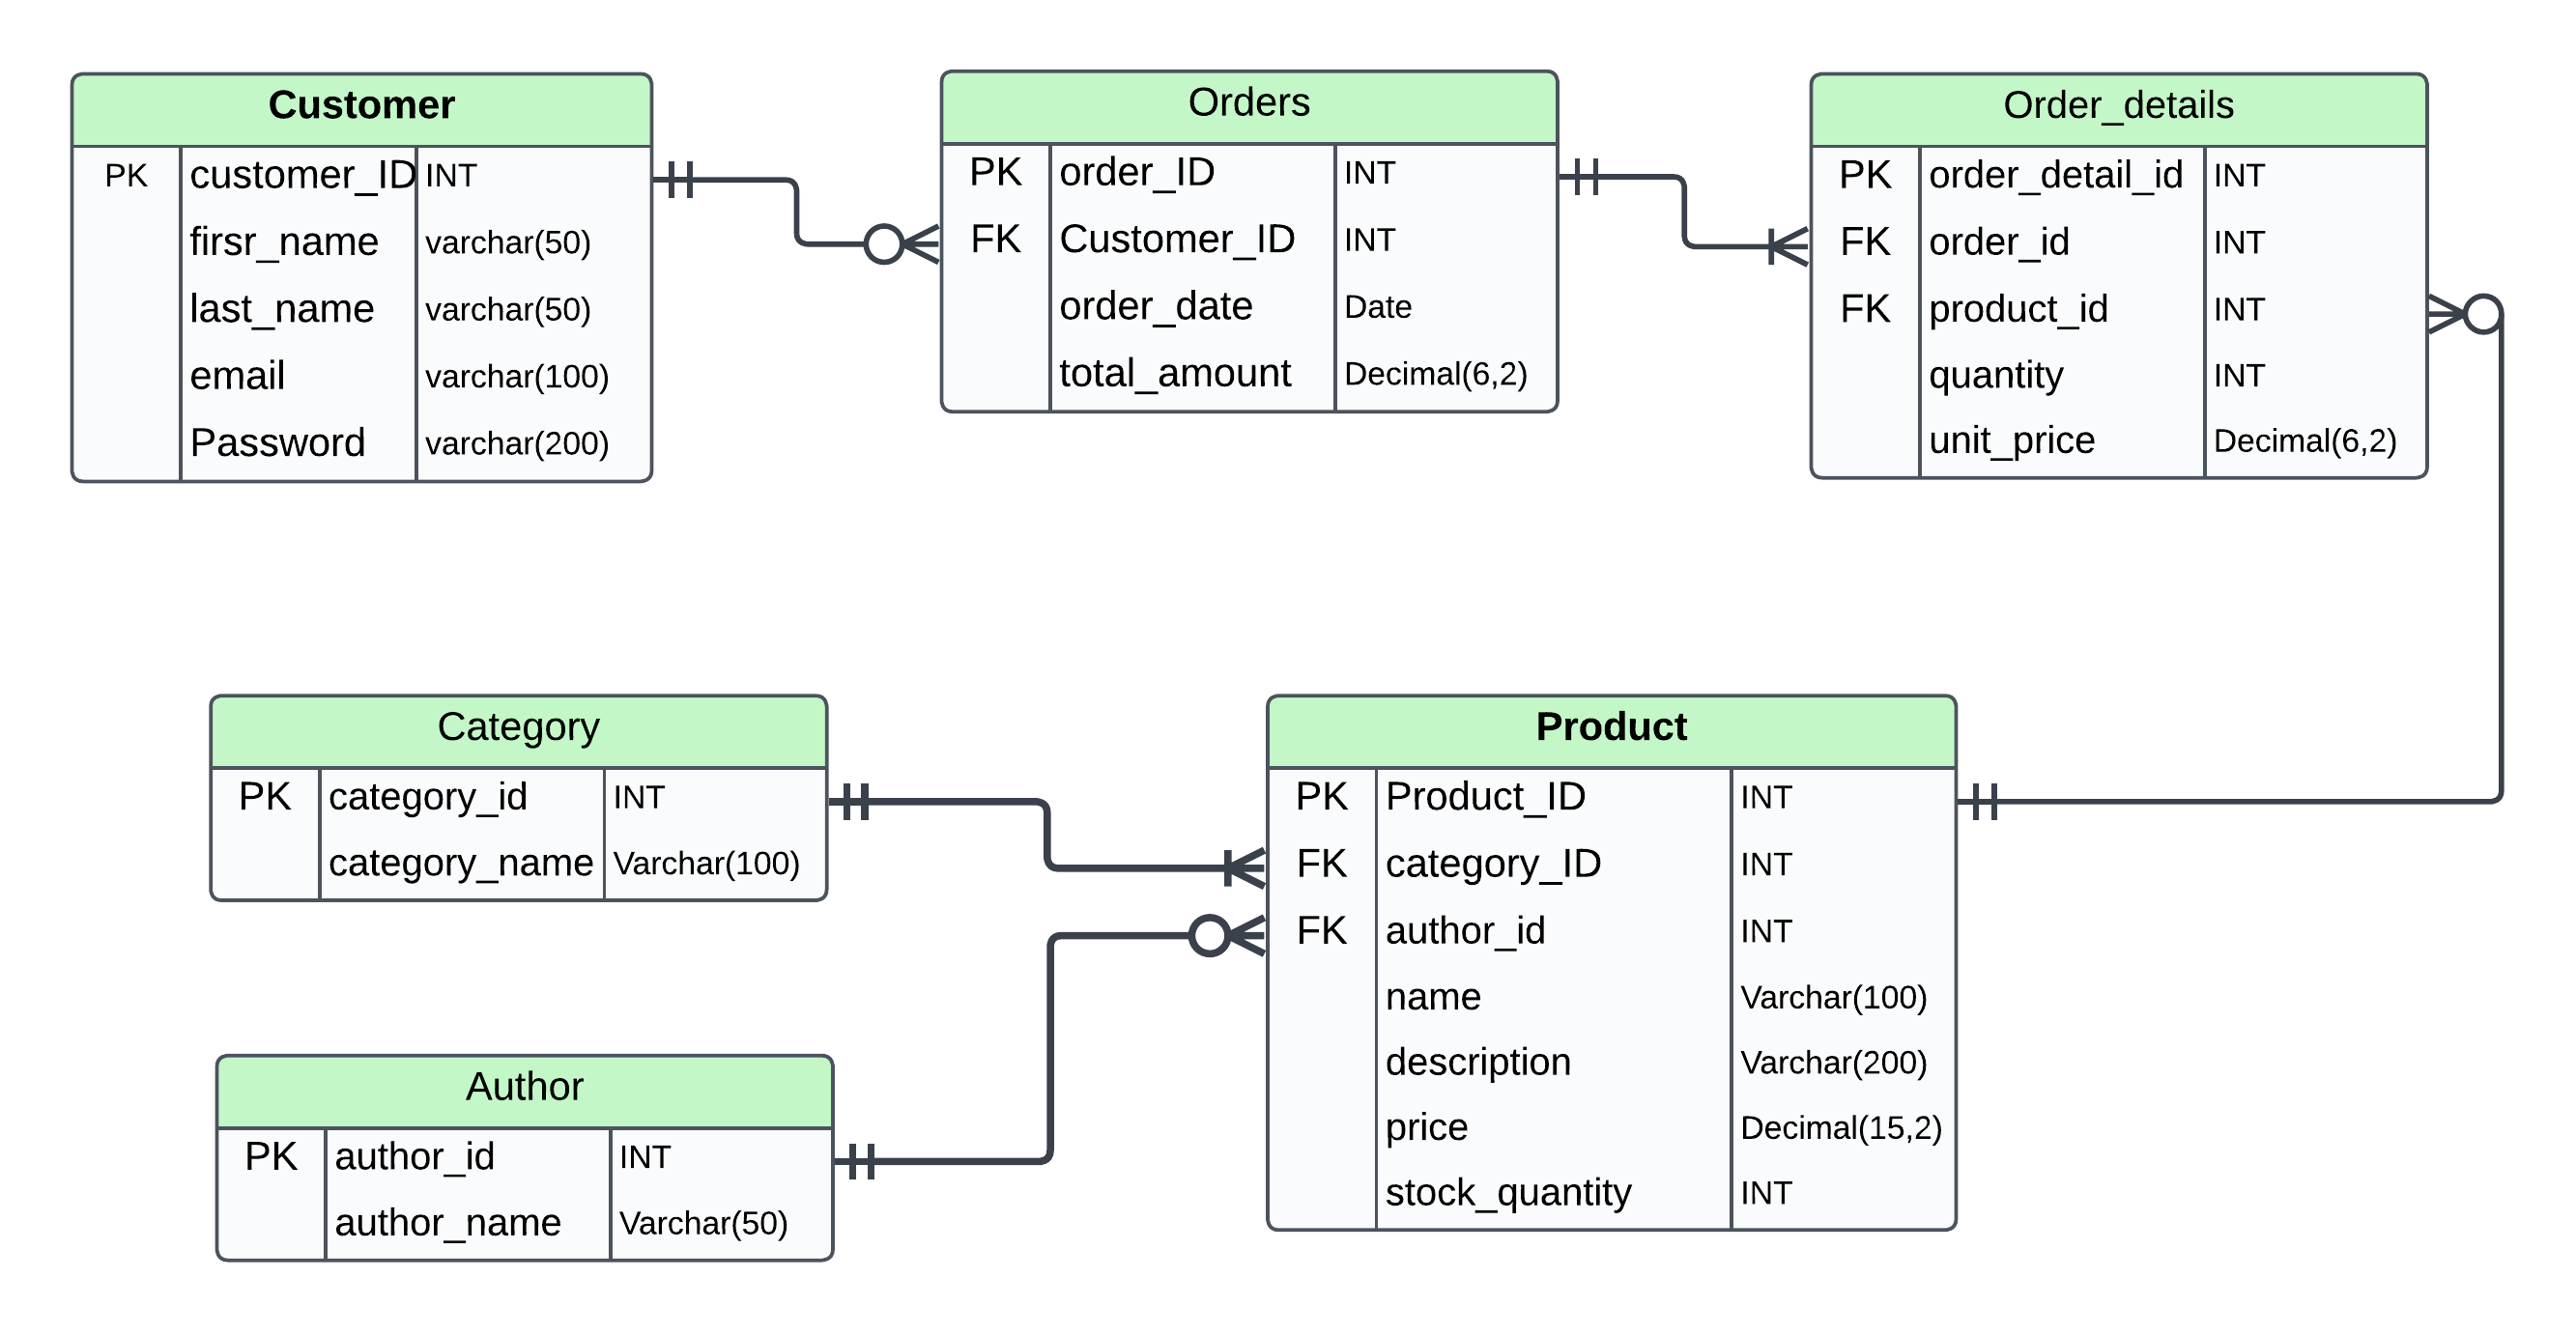 Customer
PK customer_ID INT
firsr_name varchar(50)
last_name varchar(50)
email varchar(100)
Password varchar(200)
Orders
PK order_ID INT
FK Customer_ID INT
order_date Date
total_amount Decimal(6,2)
Order_details
PK order_detail_id INT
FK order_id INT
FK product_id INT
quantity INT
unit_price Decimal(6,2)
Category
PK category_id INT
category_name Varchar(100)
Product
PK Product_ID INT
FK category_ID INT
FK author_id INT
name Varchar(100)
description Varchar(200)
price Decimal(15,2)
stock_quantity INT
Author
PK author_id INT
author_name Varchar(50)